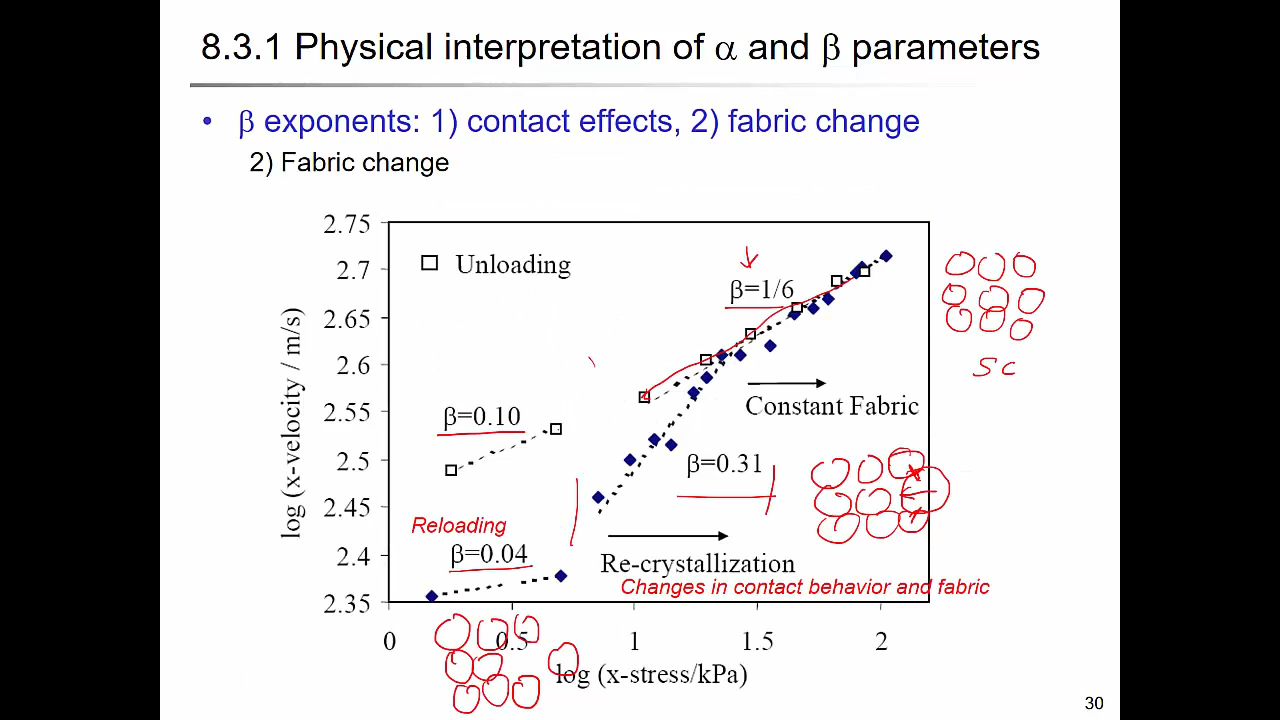 8.3.1 Physical interpretation of α and β parameters
• β exponents: 1) contact effects, 2) fabric change
2) Fabric change
2.75
2.7
2.65
2.6
2.55
2.5
2.45
2.4
2.35
log (x-velocity / m/s)
Unloading
β=1/6
Constant Fabric
β=0.10
β=0.31
Reloading
β=0.04
Re-crystallization
Changes in contact behavior and fabric
SC
0 0.5 1 1.5 2
log (x-stress/kPa)
30